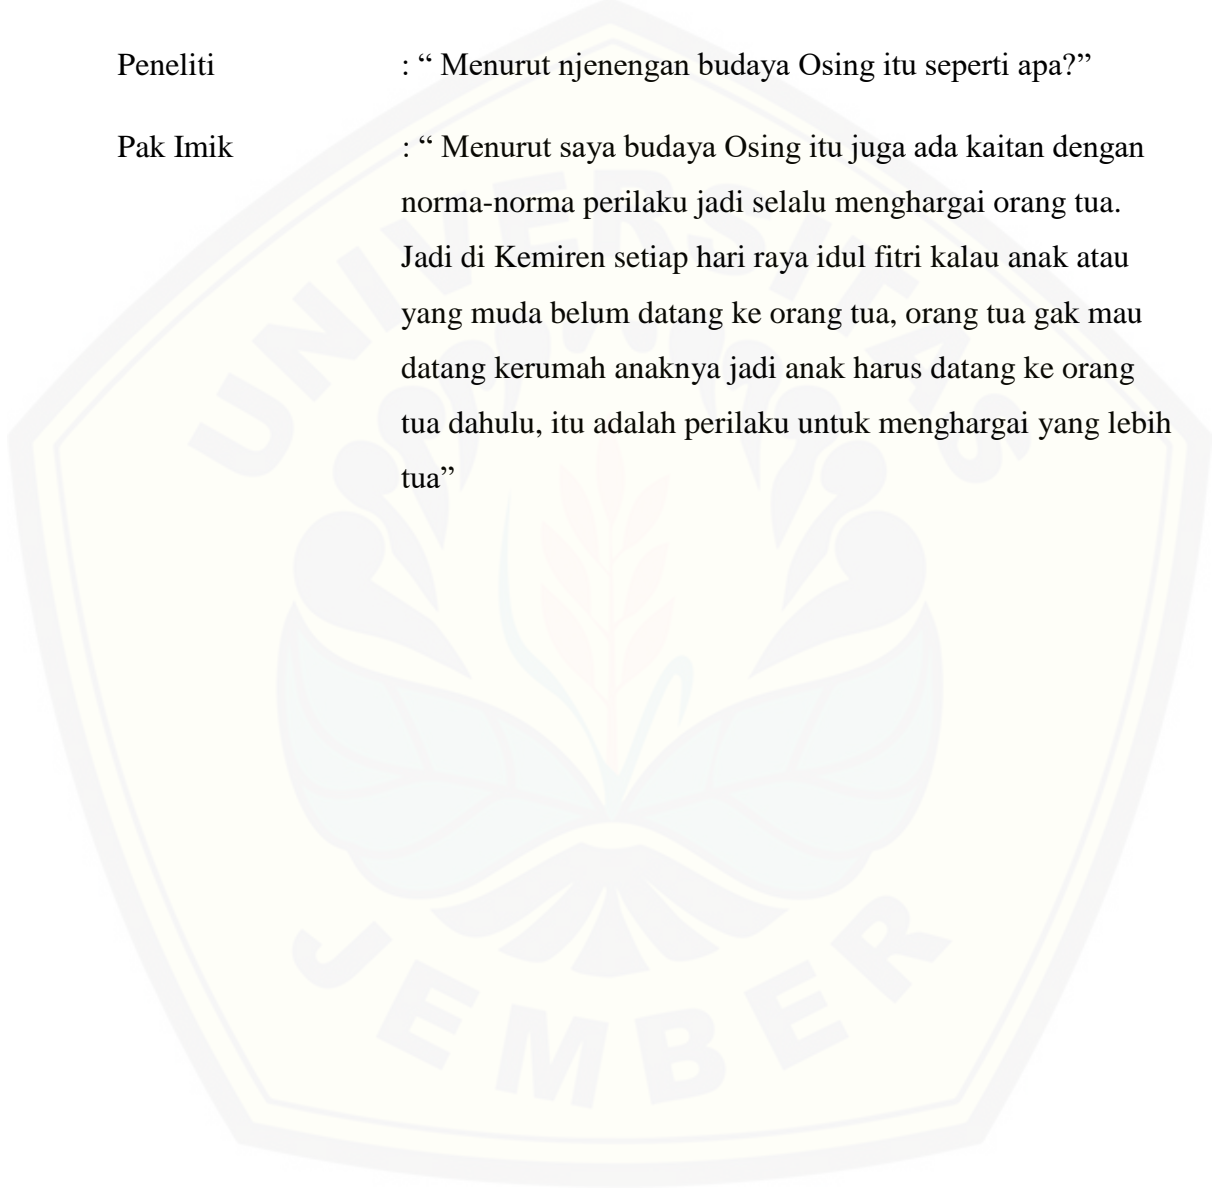 Peneliti : “ Menurut njenengan budaya Osing itu seperti apa?”
Pak Imik : “ Menurut saya budaya Osing itu juga ada kaitan dengan
norma-norma perilaku jadi selalu menghargai orang tua.
Jadi di Kemiren setiap hari raya idul fitri kalau anak atau
yang muda belum datang ke orang tua, orang tua gak mau
datang kerumah anaknya jadi anak harus datang ke orang
tua dahulu, itu adalah perilaku untuk menghargai yang lebih
tua”
UNIVERSITAS
JEMBER